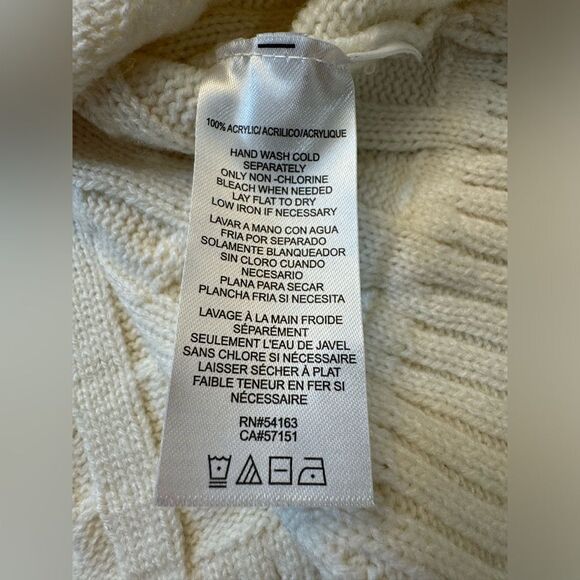 100% ACRYLIC/ ACRILICO/ACRYLIQUE
HAND WASH COLD
SEPARATELY
ONLY NON -CHLORINE
BLEACH WHEN NEEDED
LAY FLAT TO DRY
LOW IRON IF NECESSARY
LAVAR A MANO CON AGUA
FRIA POR SEPARADO
SOLAMENTE BLANQUEADOR
SIN CLORO CUANDO
NECESARIO
PLANA PARA SECAR
PLANCHA FRIA SI NECESITA
LAVAGE À LA MAIN FROIDE
SÉPARÉMENT
SEULEMENT L'EAU DE JAVEL
SANS CHLORE SI NÉCESSAIRE
LAISSER SÉCHER À PLAT
FAIBLE TENEUR EN FER SI
NÉCESSAIRE
RN#54163
CA#57151